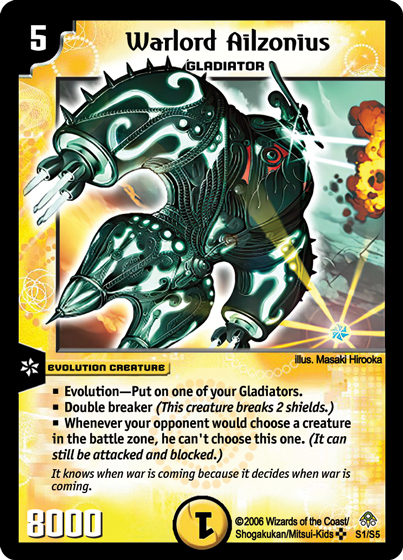 5
Warlord Ailzonius
GLADIATOR
illus. Masaki Hirooka
EVOLUTION CREATURE
▪ Evolution—Put on one of your Gladiators.
▪ Double breaker (This creature breaks 2 shields.)
▪ Whenever your opponent would choose a creature
in the battle zone, he can't choose this one. (It can
still be attacked and blocked.)
It knows when war is coming because it decides when war is
coming.
8000
1
©2006 Wizards of the Coast/
Shogakukan/Mitsui-Kids S1/S5